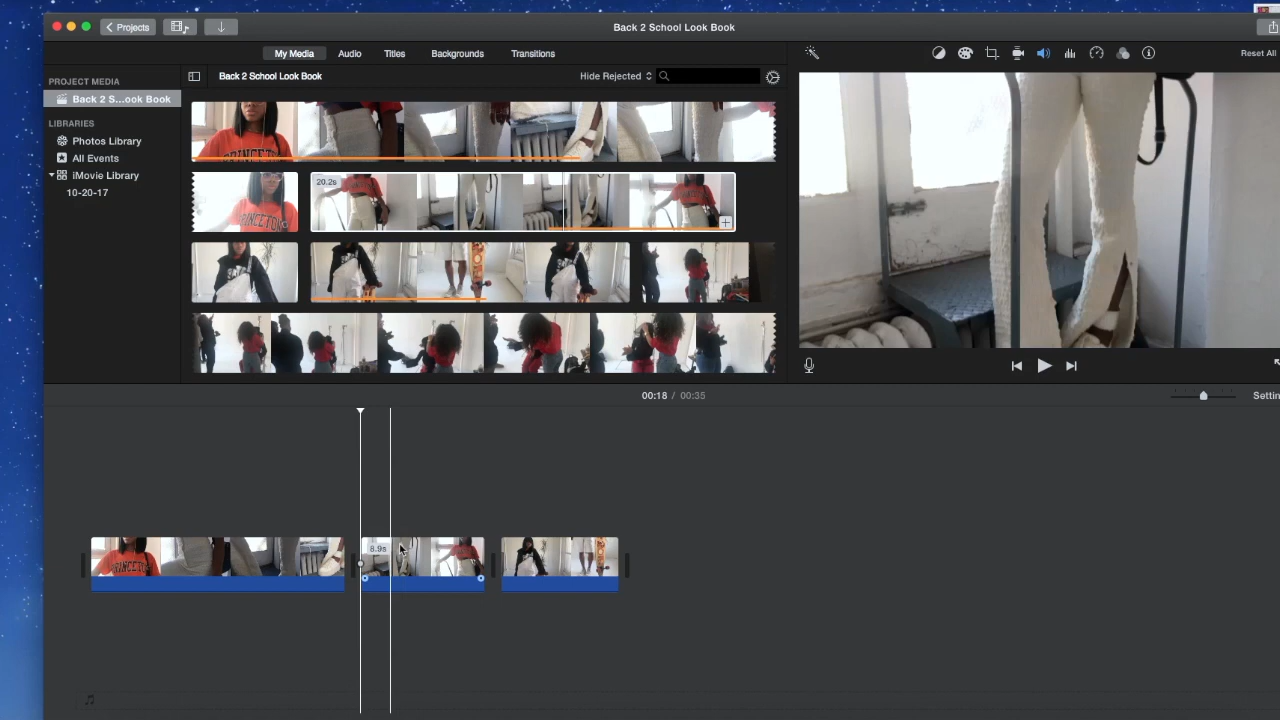 Projects
Back 2 School Look Book
My Media
Audio
Titles
Backgrounds
Transitions
Reset All
PROJECT MEDIA
Back 2 S...ook Book
LIBRARIES
Photos Library
All Events
iMovie Library
10-20-17
Back 2 School Look Book
Hide Rejected
PRINCETON
20.2s
PRINCETON
00:18 / 00:35
Settin
8.9s